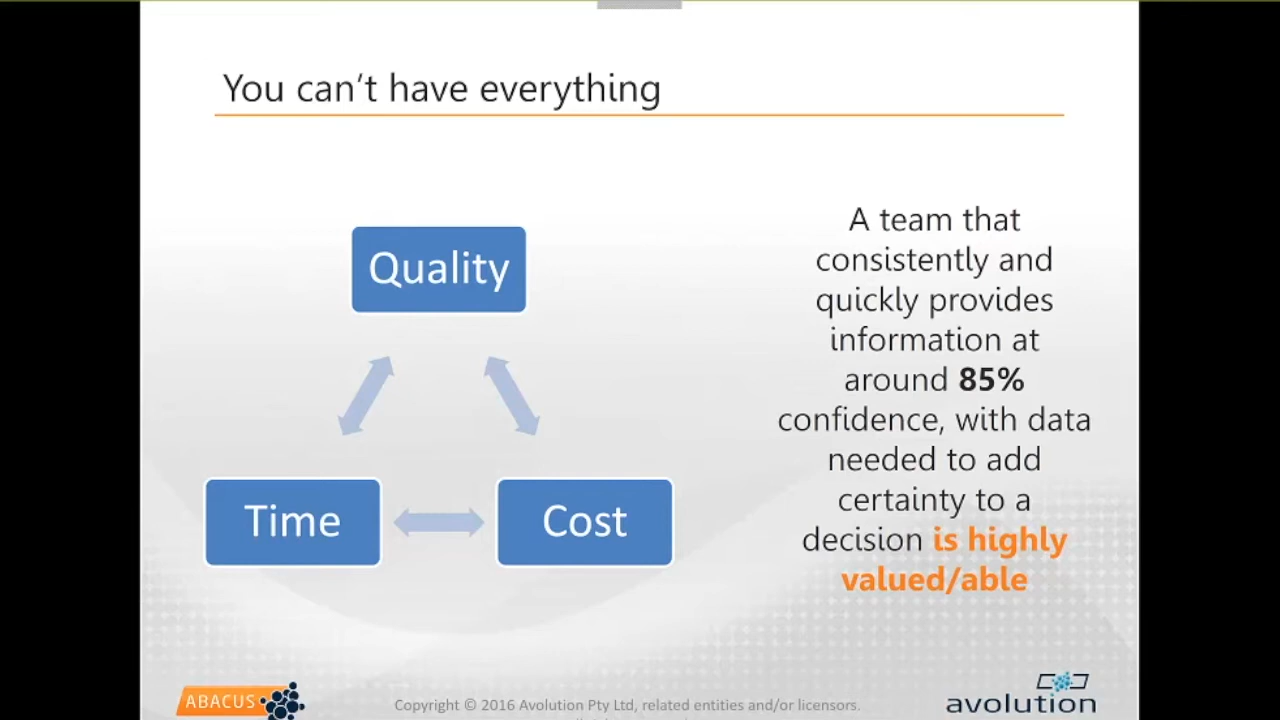 You can't have everything
Quality
Time
Cost
A team that
consistently and
quickly provides
information at
around 85%
confidence, with data
needed to add
certainty to a
decision is highly
valued/able
ABACUS
Copyright © 2016 Avolution Pty Ltd, related entities and/or licensors.
avolution